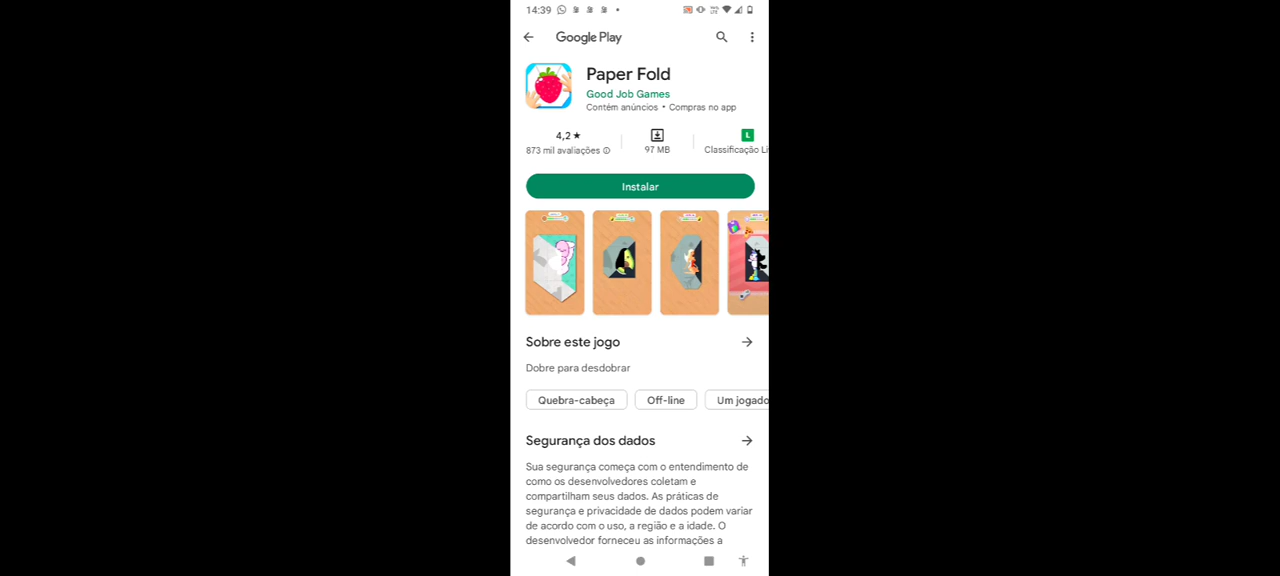 14:39
Google Play
Paper Fold
Good Job Games
Contém anúncios • Compras no app
4,2 ★
873 mil avaliações
97 MB
L
Classificação Li
Instalar
Sobre este jogo
Dobre para desdobrar
Quebra-cabeça
Off-line
Um jogado
Segurança dos dados
Sua segurança começa com o entendimento de
como os desenvolvedores coletam e
compartilham seus dados. As práticas de
segurança e privacidade de dados podem variar
de acordo com o uso, a região e a idade. O
desenvolvedor forneceu as informações a